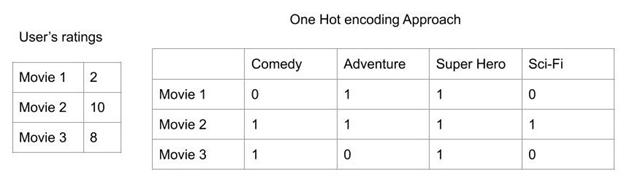 One Hot encoding Approach
User's ratings
Movie 1 2
Movie 2 10
Movie 3 8
Comedy Adventure Super Hero Sci-Fi
Movie 1 0 1 1 0
Movie 2 1 1 1 1
Movie 3 1 0 1 0